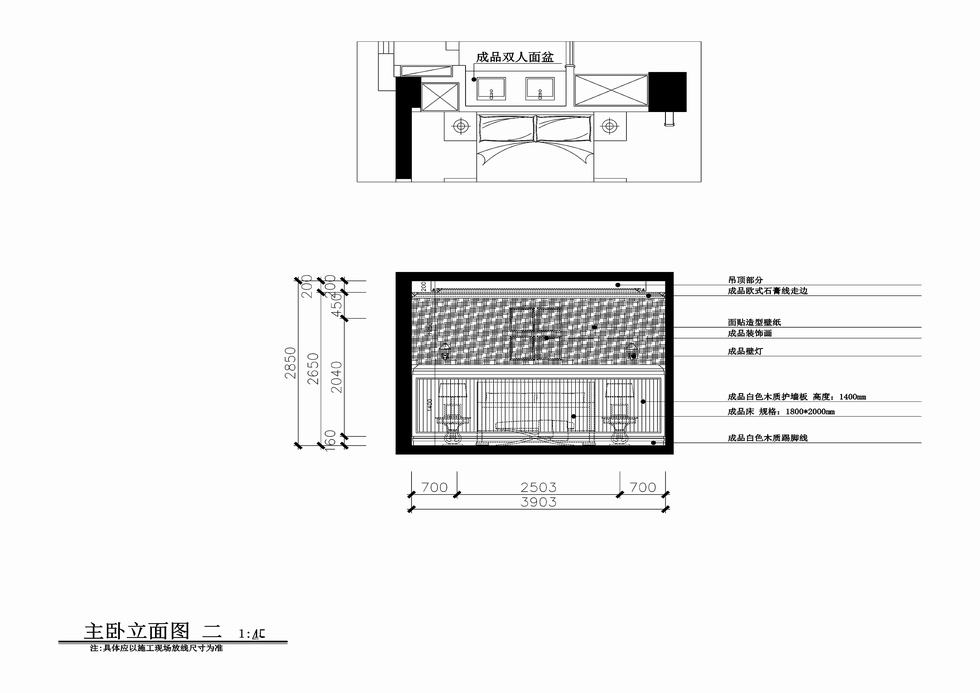 成品双人面盆
吊顶部分
成品欧式石膏线走边
面贴造型壁纸
成品装饰画
成品壁灯
成品白色木质护墙板 高度：1400mm
成品床 规格：1800*2000mm
成品白色木质踢脚线
200
200
450
2850
2650
2040
160
200
1400
700
2503
700
3903
主卧立面图 二
注:具体应以施工现场放线尺寸为准